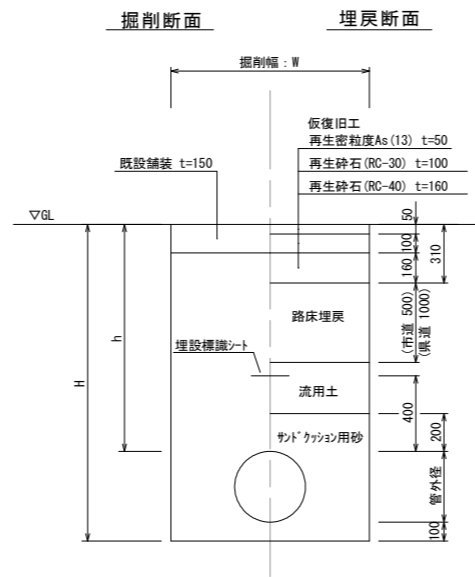 掘削断面
埋戻断面
掘削幅：W
仮復旧工
再生密粒度As(13) t=50
既設舗装 t=150
再生砕石(RC-30) t=100
再生砕石(RC-40) t=160
▽GL
50
100
160
310
路床埋戻
(市道 500)
(県道 1000)
h
H
埋設標識シート
流用土
400
サンドクッション用砂
200
管外径
100